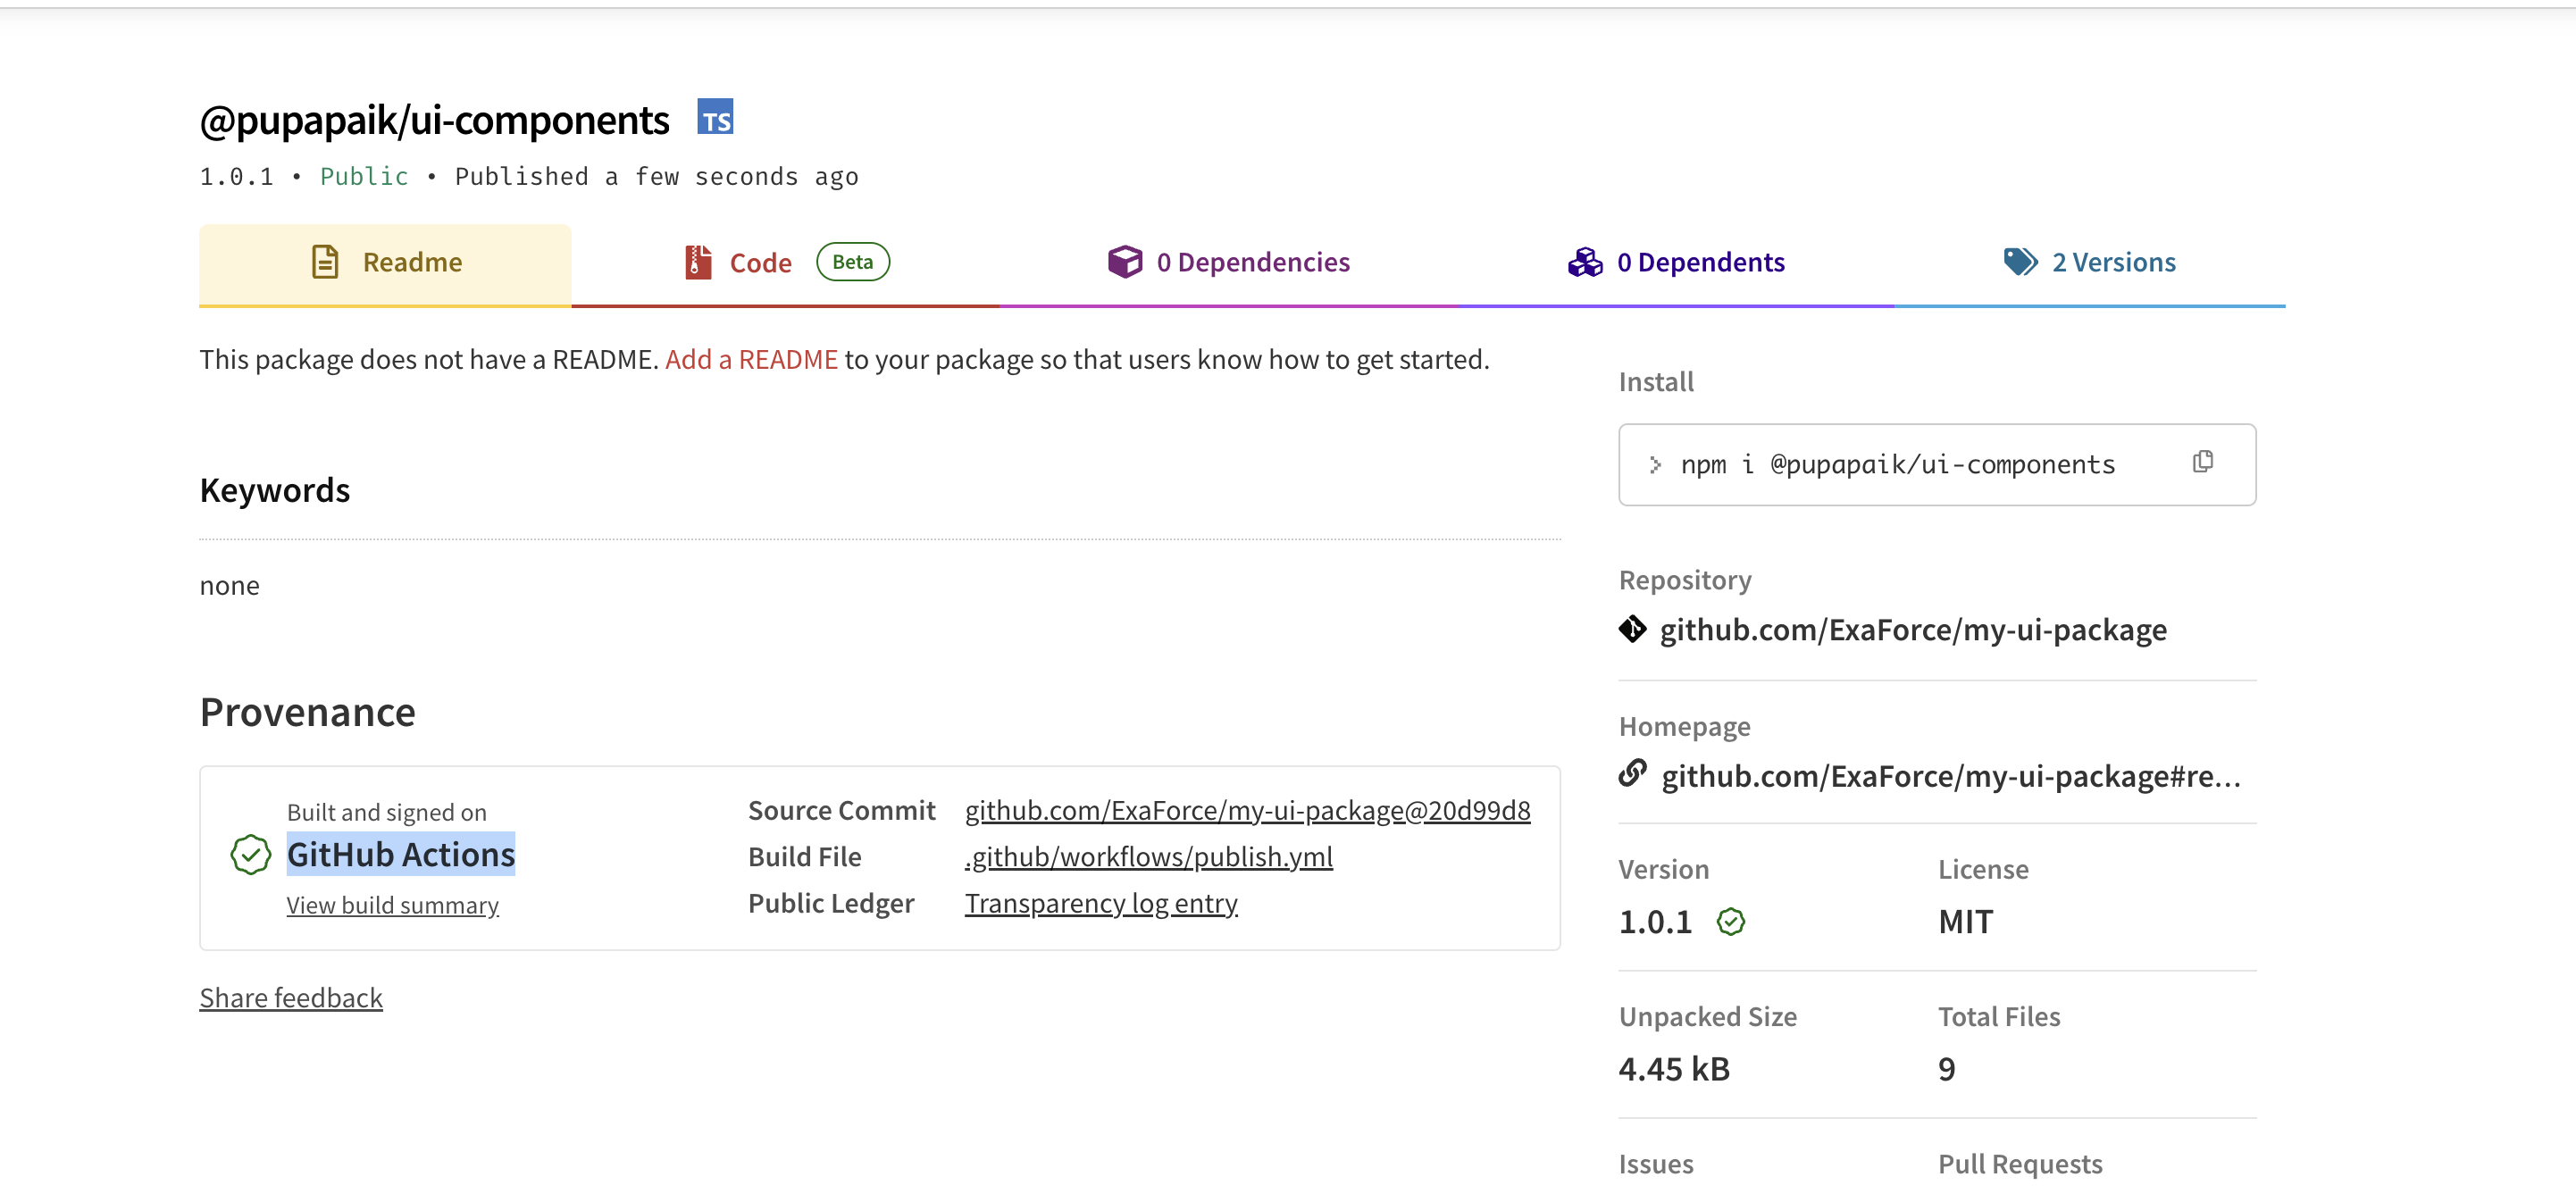 @pupapaik/ui-components TS
1.0.1 • Public • Published a few seconds ago
Readme
Code Beta
0 Dependencies
0 Dependents
2 Versions
This package does not have a README. Add a README to your package so that users know how to get started.
Keywords
none
Provenance
Built and signed on
GitHub Actions
View build summary
Source Commit github.com/ExaForce/my-ui-package@20d99d8
Build File .github/workflows/publish.yml
Public Ledger Transparency log entry
Share feedback
Install
> npm i @pupapaik/ui-components
Repository
github.com/ExaForce/my-ui-package
Homepage
github.com/ExaForce/my-ui-package#re...
Version License
1.0.1 MIT
Unpacked Size Total Files
4.45 kB 9
Issues Pull Requests